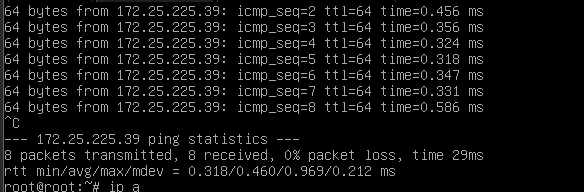 64 bytes from 172.25.225.39: icmp_seq=2 ttl=64 time=0.456 ms
64 bytes from 172.25.225.39: icmp_seq=3 ttl=64 time=0.356 ms
64 bytes from 172.25.225.39: icmp_seq=4 ttl=64 time=0.324 ms
64 bytes from 172.25.225.39: icmp_seq=5 ttl=64 time=0.318 ms
64 bytes from 172.25.225.39: icmp_seq=6 ttl=64 time=0.347 ms
64 bytes from 172.25.225.39: icmp_seq=7 ttl=64 time=0.331 ms
64 bytes from 172.25.225.39: icmp_seq=8 ttl=64 time=0.586 ms
^C
--- 172.25.225.39 ping statistics ---
8 packets transmitted, 8 received, 0% packet loss, time 29ms
rtt min/avg/max/mdev = 0.318/0.460/0.969/0.212 ms
root@root:~# ip a